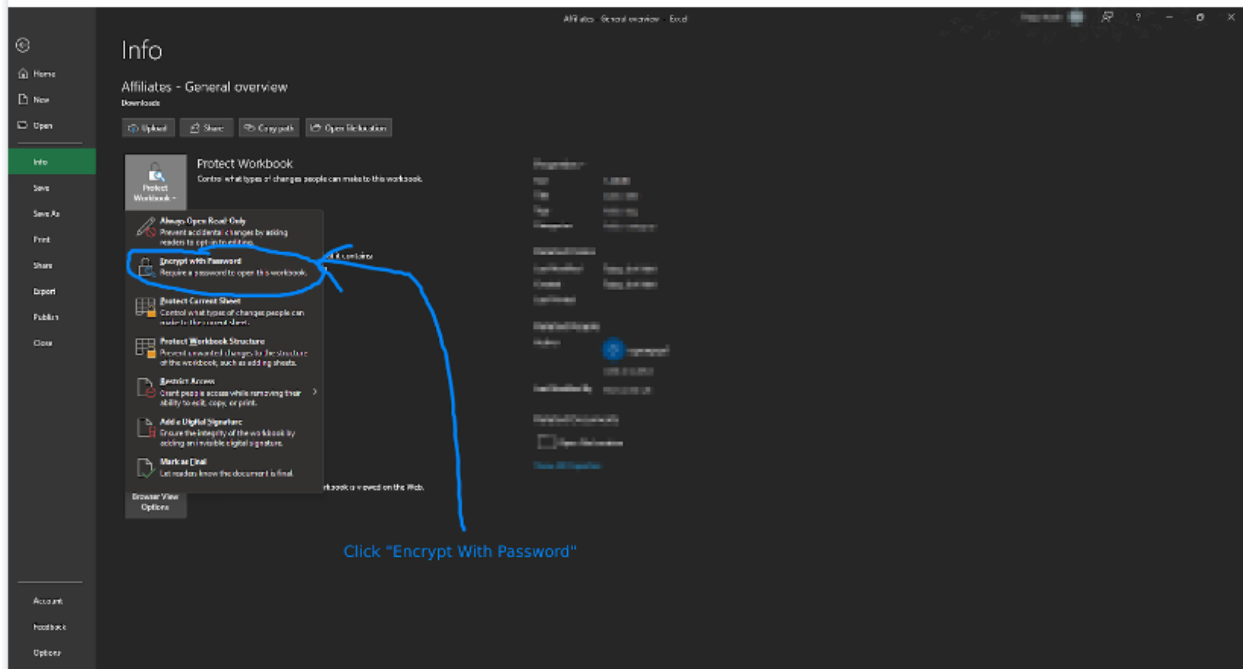 Affiliates - General overview - Excel
?
Info
Home
New
Open
Info
Save
Save As
Print
Share
Export
Publish
Close
Account
Feedback
Options
Affiliates - General overview
Downloads
Upload
Share
Copy path
Open file location
Protect
Workbook
Protect Workbook
Control what types of changes people can make to this workbook.
Always Open Read-Only
Prevent accidental changes by asking
readers to opt-in to editing.
Encrypt with Password
Require a password to open this workbook.
it contains
Protect Current Sheet
Control what types of changes people can
make to the current sheet.
Protect Workbook Structure
Prevent unwanted changes to the structure
of the workbook, such as adding sheets.
Restrict Access
Grant people access while removing their
ability to edit, copy, or print.
Add a Digital Signature
Ensure the integrity of the workbook by
adding an invisible digital signature.
Mark as Final
Let readers know the document is final.
is viewed on the Web.
Browser View
Options
Click "Encrypt With Password"